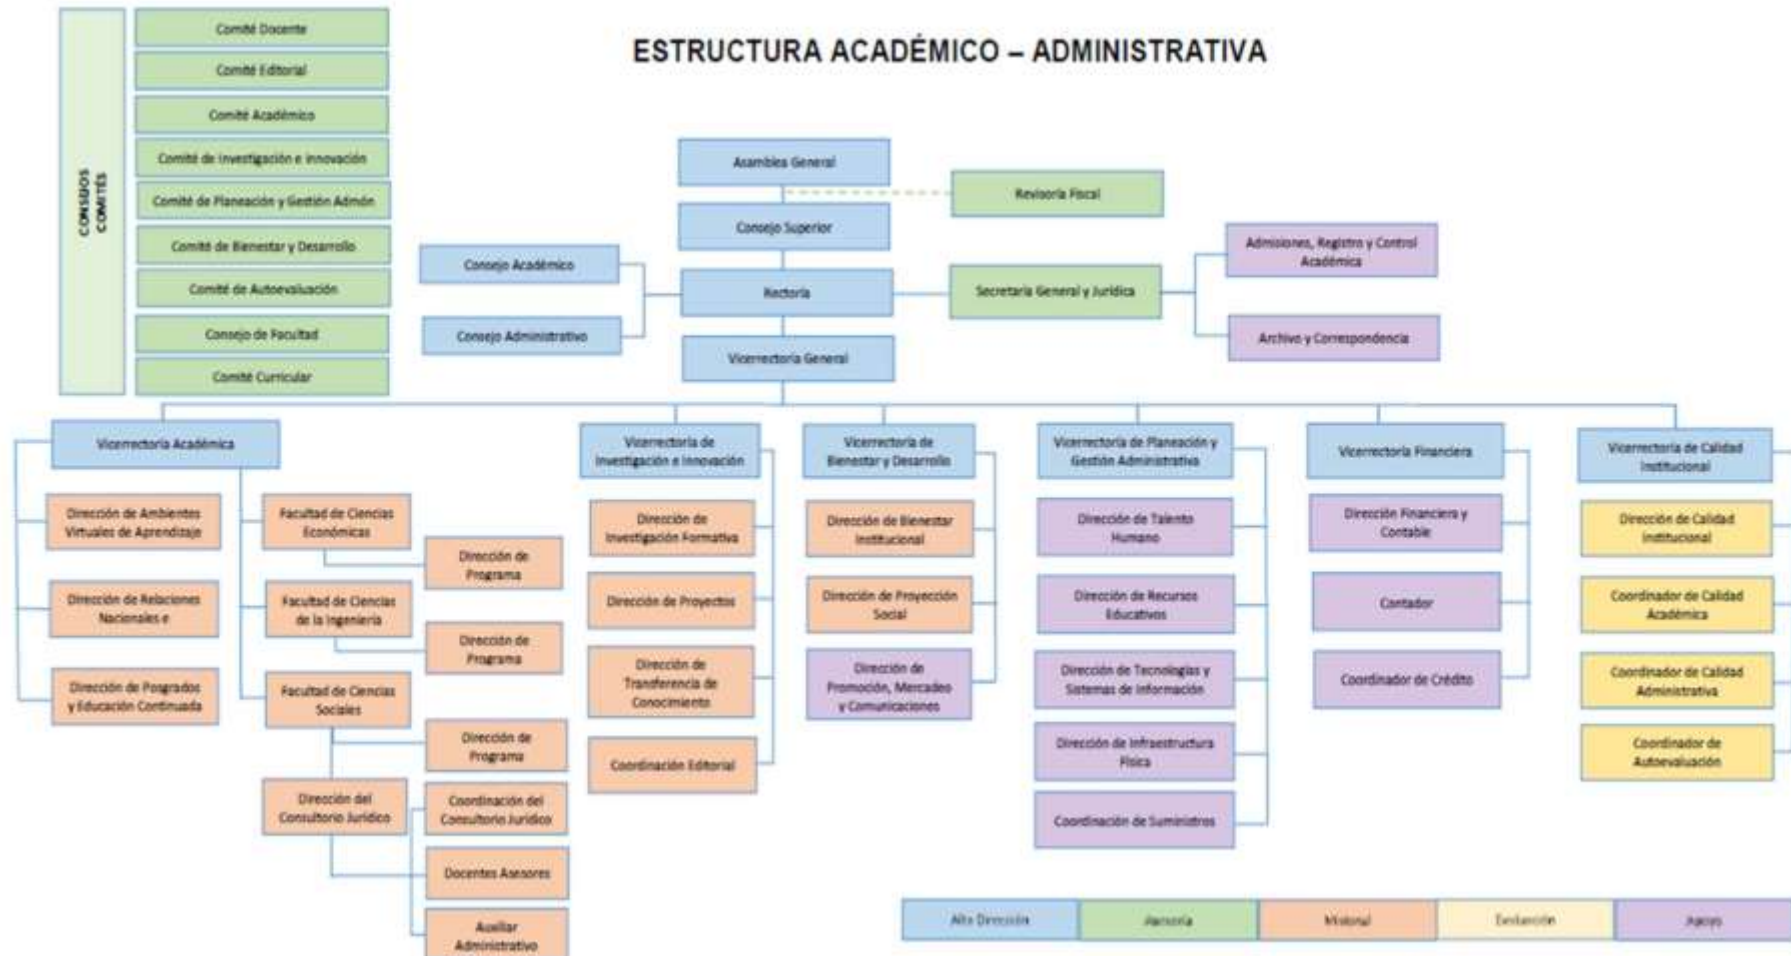 ESTRUCTURA ACADÉMICO – ADMINISTRATIVA
CONSEJOS
COMITÉS
Comité Docente
Comité Editorial
Comité Académico
Comité de Investigación e innovación
Comité de Planeación y Gestión Admón
Comité de Bienestar y Desarrollo
Comité de Autoevaluación
Consejo de Facultad
Comité Curricular
Asamblea General
Revisoría Fiscal
Consejo Superior
Consejo Académico
Rectoría
Secretaría General y Jurídica
Admisiones, Registro y Control
Académica
Consejo Administrativo
Vicerrectoría General
Archivo y Correspondencia
Vicerrectoría Académica
Dirección de Ambientes
Virtuales de Aprendizaje
Dirección de Relaciones
Nacionales e
Dirección de Posgrados
y Educación Continuada
Facultad de Ciencias
Económicas
Dirección de
Programa
Facultad de Ciencias
de la Ingeniería
Dirección de
Programa
Facultad de Ciencias
Sociales
Dirección de
Programa
Dirección del
Consultorio Jurídico
Coordinación del
Consultorio Jurídico
Docentes Asesores
Auxiliar
Administrativo
Vicerrectoría de
Investigación e Innovación
Dirección de
Investigación Formativa
Dirección de Proyectos
Dirección de
Transferencia de
Conocimiento
Coordinación Editorial
Vicerrectoría de
Bienestar y Desarrollo
Dirección de Bienestar
Institucional
Dirección de Proyección
Social
Dirección de
Promoción, Mercadeo
y Comunicaciones
Vicerrectoría de Planeación y
Gestión Administrativa
Dirección de Talento
Humano
Dirección de Recursos
Educativos
Dirección de Tecnologías y
Sistemas de Información
Dirección de Infraestructura
Física
Coordinación de Suministros
Vicerrectoría Financiera
Dirección Financiera y
Contable
Contador
Coordinador de Crédito
Vicerrectoría de Calidad
Institucional
Dirección de Calidad
Institucional
Coordinador de Calidad
Académica
Coordinador de Calidad
Administrativa
Coordinador de
Autoevaluación
Alta Dirección
Asesoría
Misional
Evaluación
Apoyo